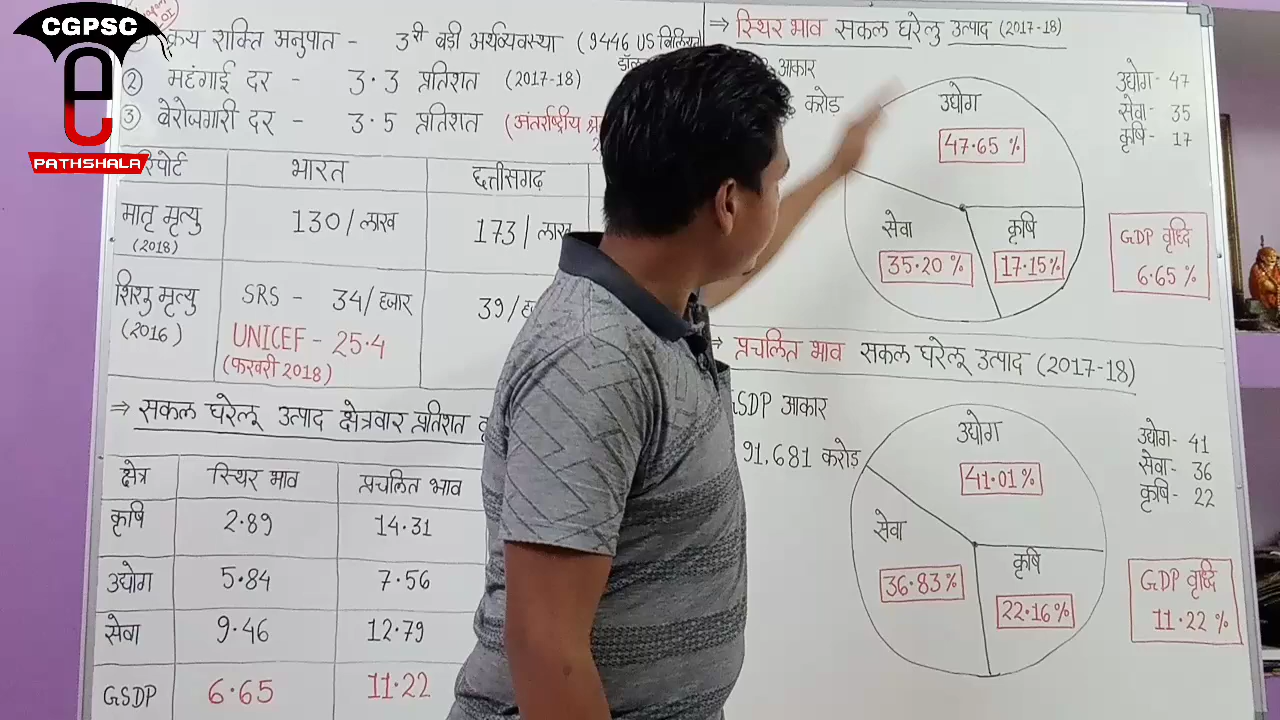 CGPSC
e
PATHSHALA
क्रय शक्ति अनुपात - 3री बड़ी अर्थव्यवस्था (9446 US बिलियन
② महंगाई दर - 3.3 प्रतिशत (2017-18)
③ बेरोजगारी दर - 3.5 प्रतिशत (अंतर्राष्ट्रीय
रिपोर्ट भारत छत्तीसगढ़
मातृ मृत्यु (2018) 130/लाख 173/लाख
शिशु मृत्यु (2016) SRS - 34/हजार 39/
UNICEF - 25.4
(फरवरी 2018)
⇒ सकल घरेलू उत्पाद क्षेत्रवार प्रतिशत
क्षेत्र स्थिर भाव प्रचलित भाव
कृषि 2.89 14.31
उद्योग 5.84 7.56
सेवा 9.46 12.79
GSDP 6.65 11.22
⇒ स्थिर भाव सकल घरेलु उत्पाद (2017-18)
आकार
करोड़
उद्योग
47.65 %
सेवा
35.20 %
कृषि
17.15%
उद्योग- 47
सेवा- 35
कृषि- 17
GDP वृध्दि
6.65 %
⇒ प्रचलित भाव सकल घरेलू उत्पाद (2017-18)
GSDP आकार
91,681 करोड़
उद्योग
41.01%
सेवा
36.83%
कृषि
22.16%
उद्योग- 41
सेवा- 36
कृषि- 22
GDP वृध्दि
11.22 %